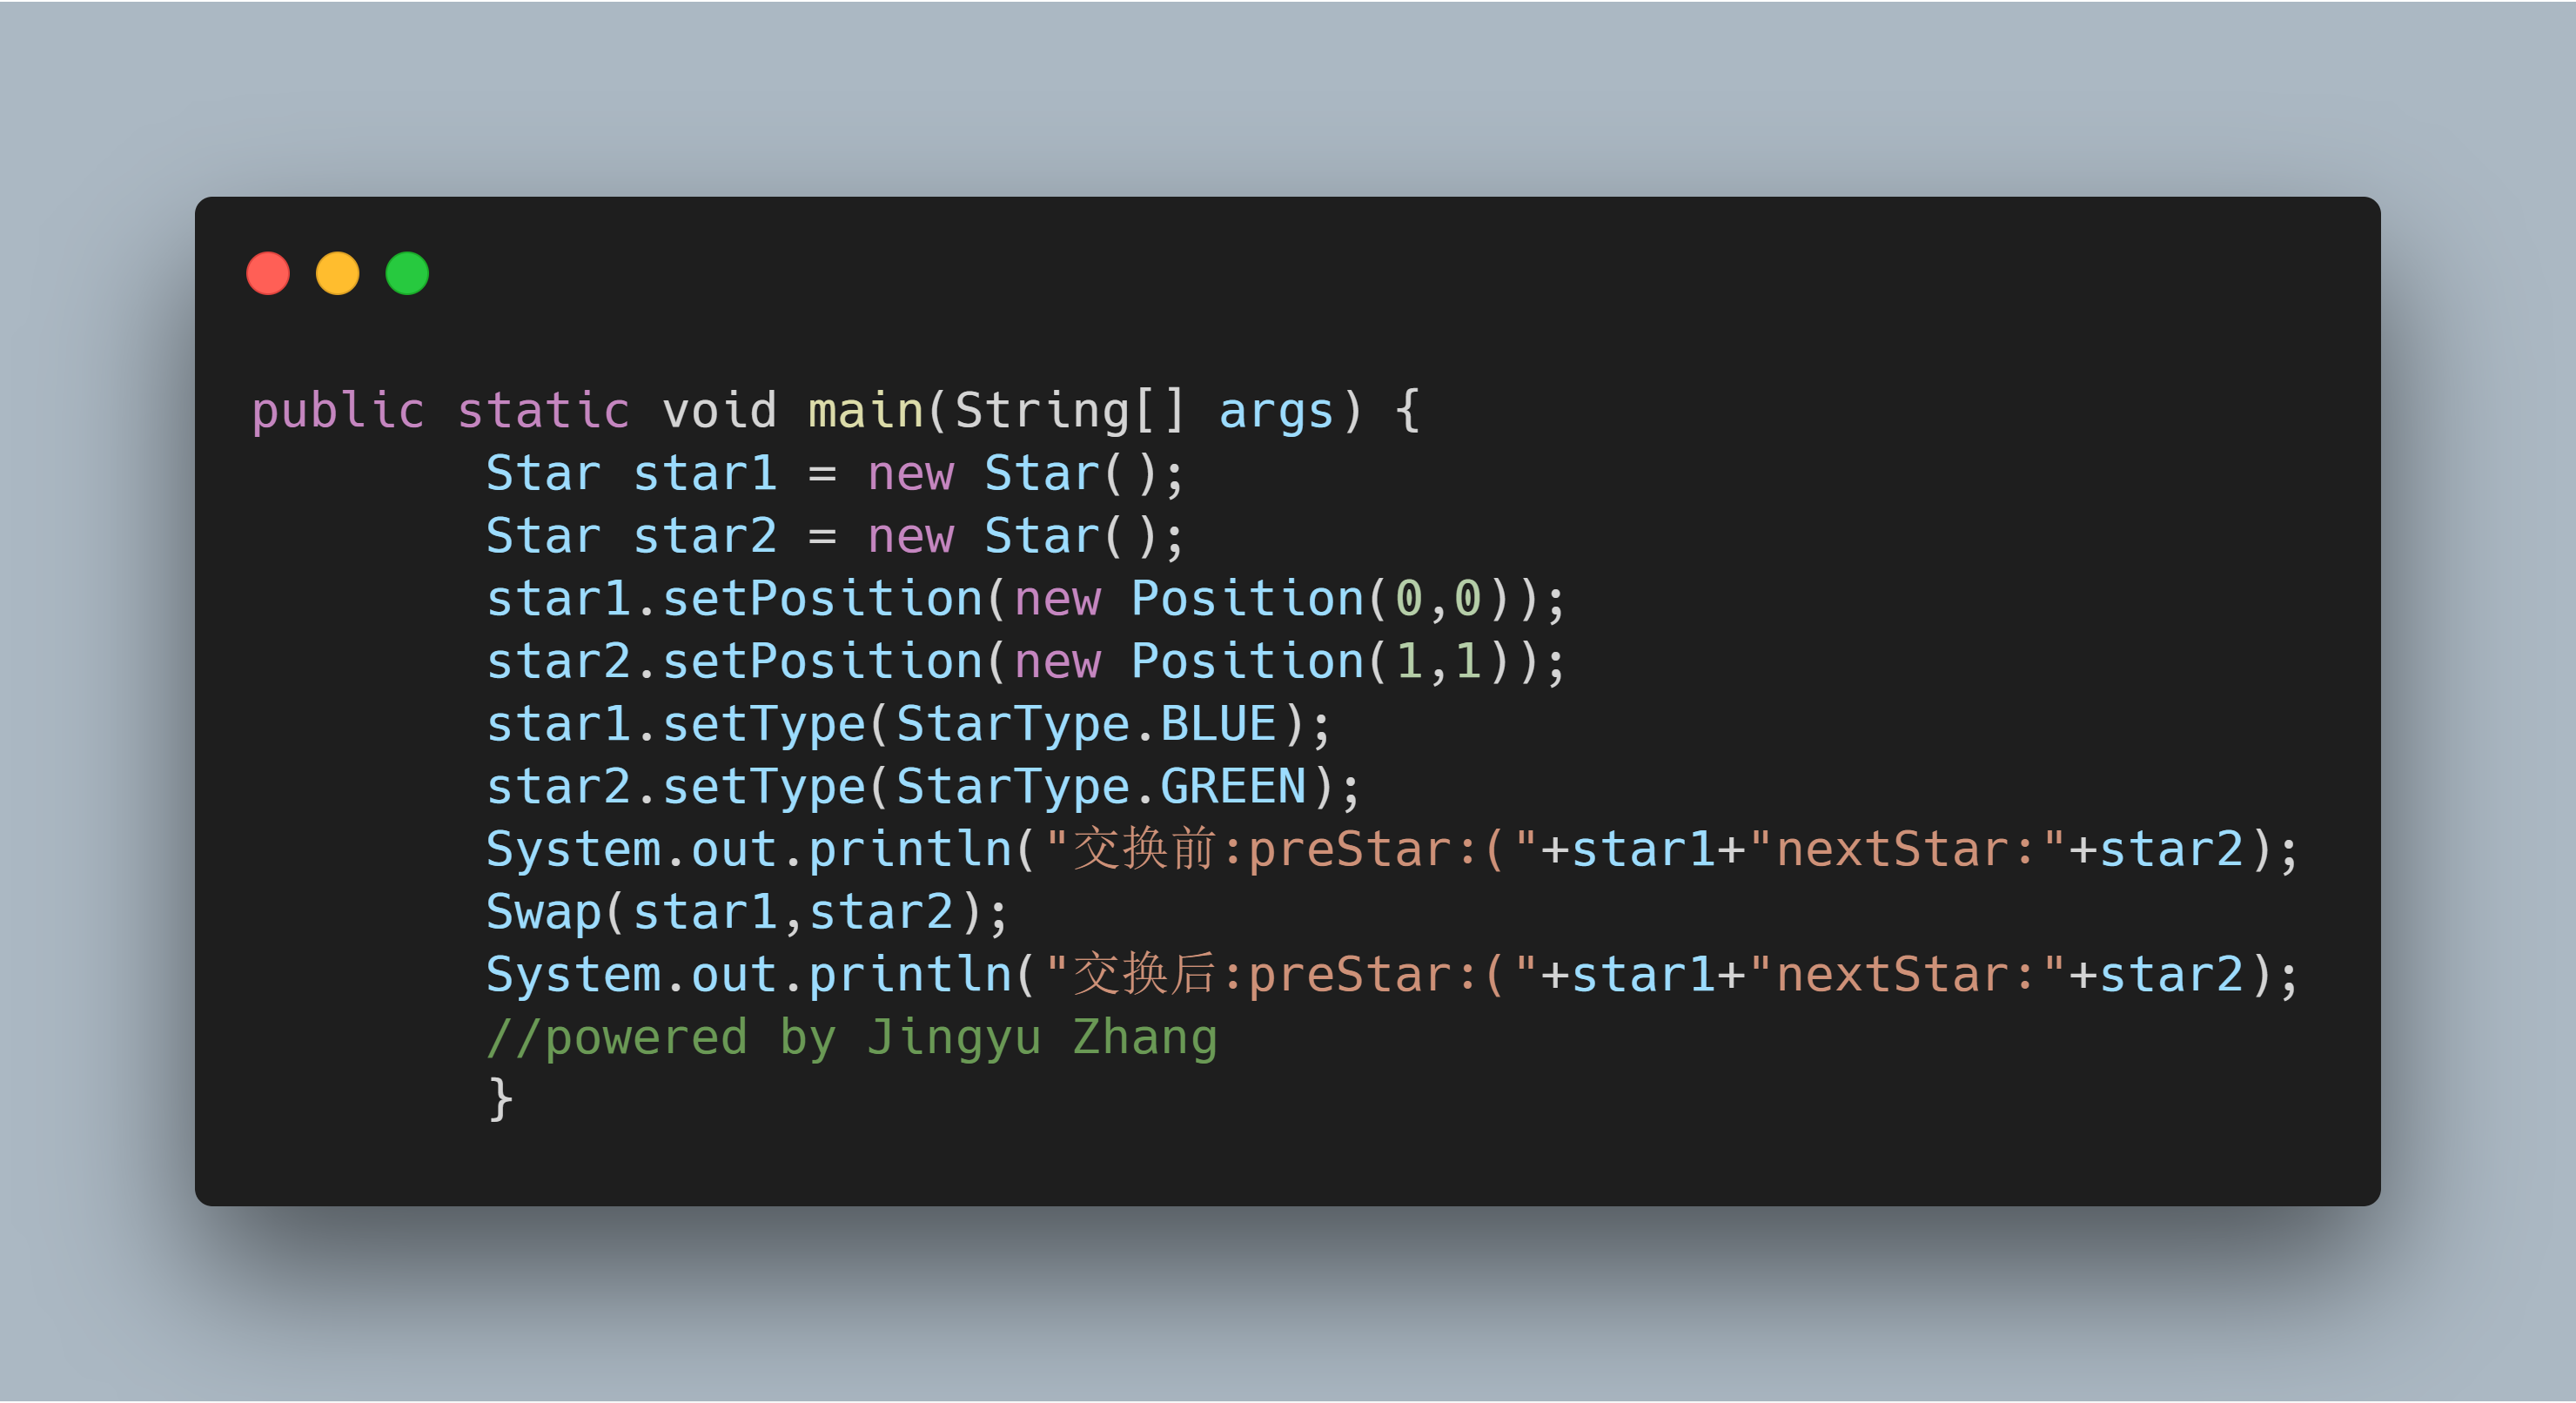 public static void main(String[] args) {
        Star star1 = new Star();
        Star star2 = new Star();
        star1.setPosition(new Position(0,0));
        star2.setPosition(new Position(1,1));
        star1.setType(StarType.BLUE);
        star2.setType(StarType.GREEN);
        System.out.println("交换前:preStar:("+star1+"nextStar:"+star2);
        Swap(star1,star2);
        System.out.println("交换后:preStar:("+star1+"nextStar:"+star2);
        //powered by Jingyu Zhang
        }